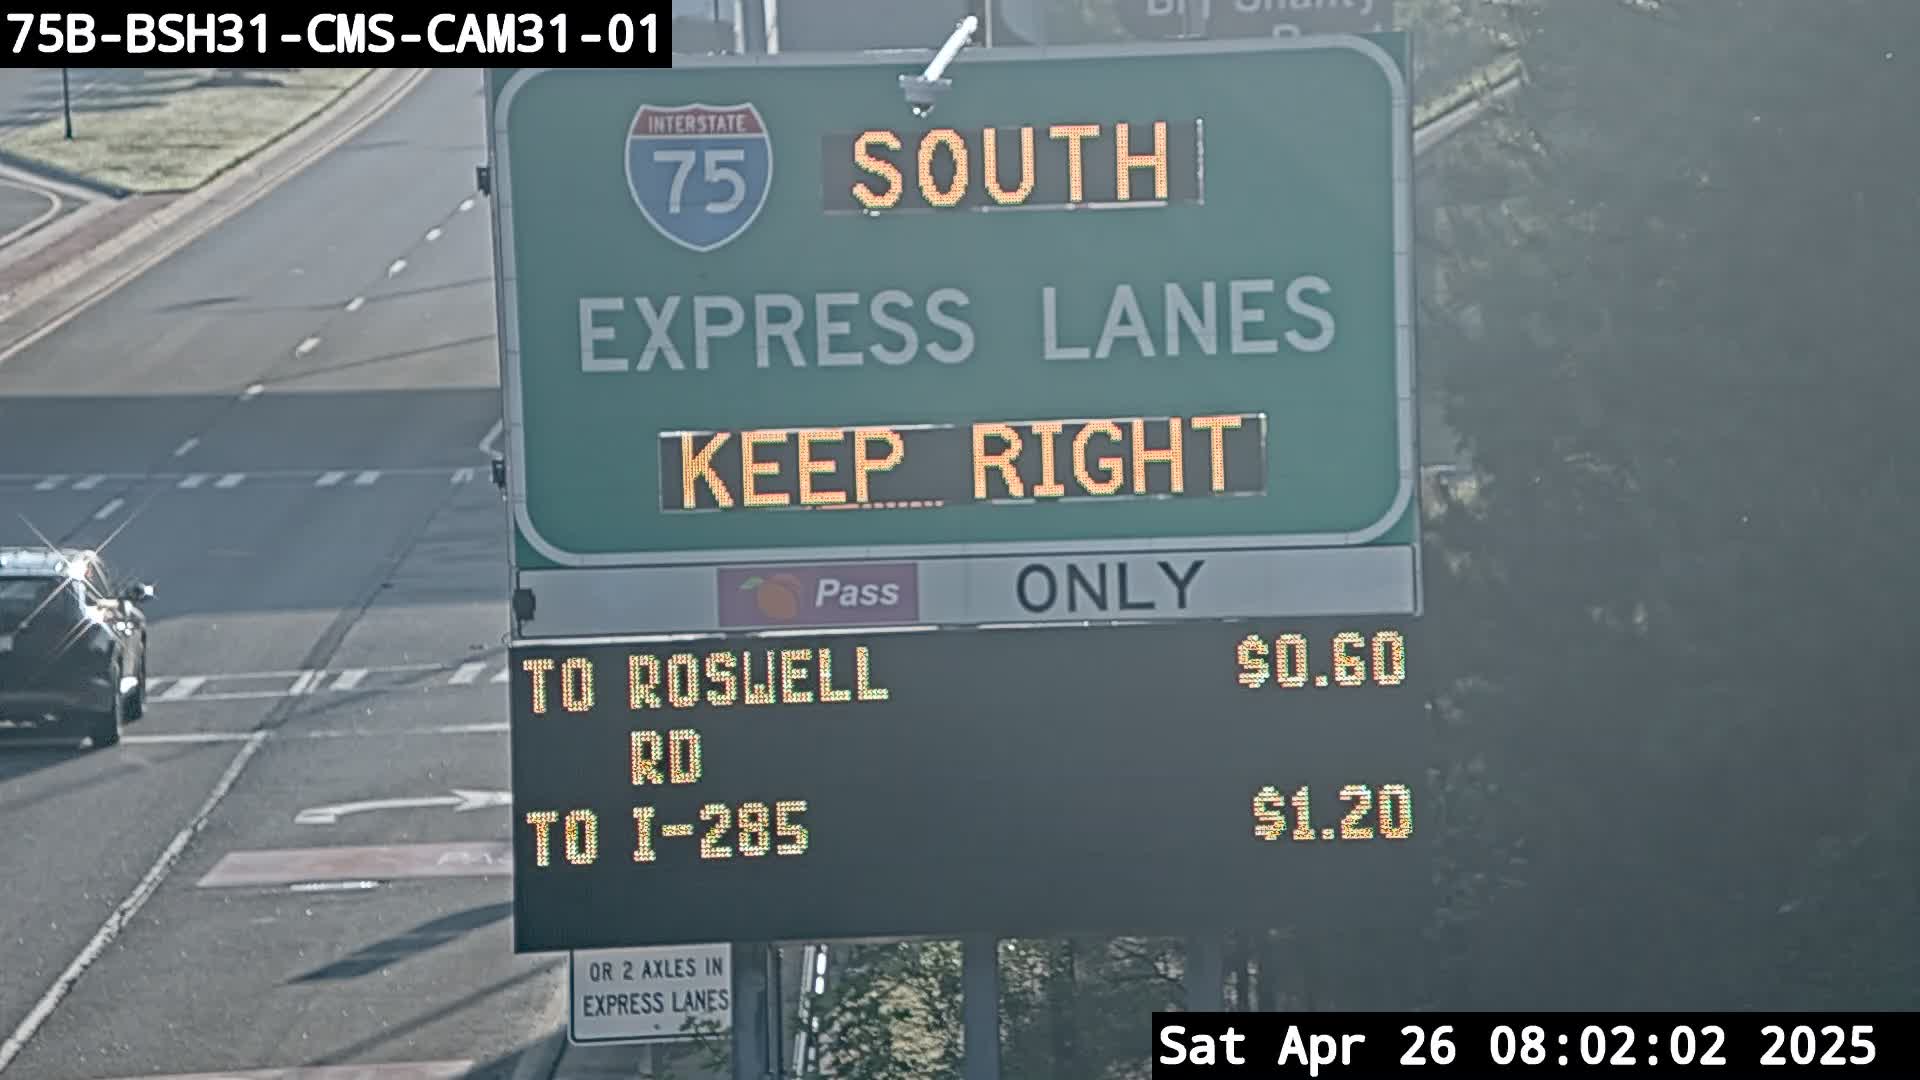 75B-BSH31-CMS-CAM31-01
INTERSTATE
75
SOUTH
EXPRESS LANES
KEEP RIGHT
Pass ONLY
TO ROSWELL $0.60
RD
TO I-285 $1.20
OR 2 AXLES IN
EXPRESS LANES
Sat Apr 26 08:02:02 2025